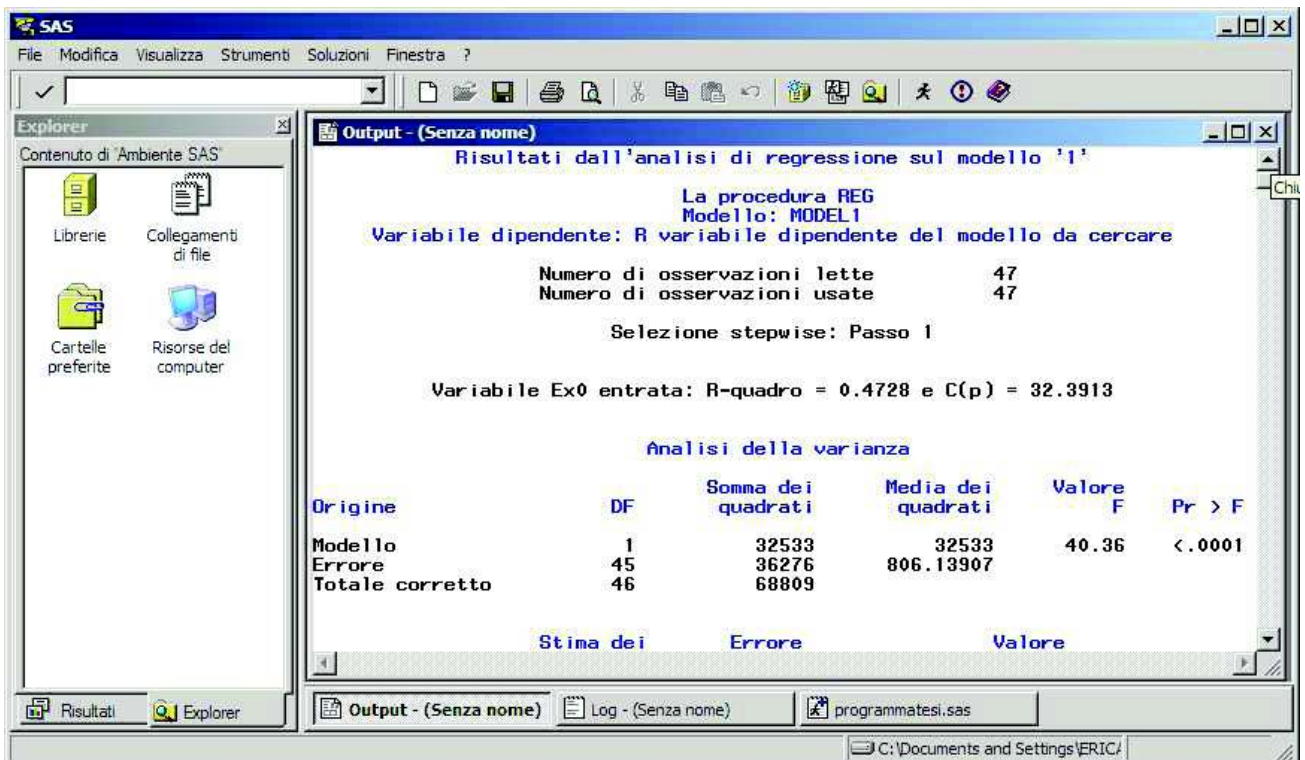 SAS
File Modifica Visualizza Strumenti Soluzioni Finestra ?
Explorer
Contenuto di 'Ambiente SAS'
Librerie
Collegamenti di file
Cartelle preferite
Risorse del computer
Risultati
Explorer
Output - (Senza nome)
Risultati dall'analisi di regressione sul modello '1'
La procedura REG
Modello: MODEL1
Variabile dipendente: R variabile dipendente del modello da cercare
Numero di osservazioni lette 47
Numero di osservazioni usate 47
Selezione stepwise: Passo 1
Variabile Ex0 entrata: R-quadro = 0.4728 e C(p) = 32.3913
Analisi della varianza
Somma dei Media dei Valore
Origine DF quadrati quadrati F Pr > F
Modello 1 32533 32533 40.36 <.0001
Errore 45 36276 806.13907
Totale corretto 46 68809
Stima dei Errore Valore
Chiu
Output - (Senza nome)
Log - (Senza nome)
programmatesi.sas
C:\Documents and Settings\ERICA